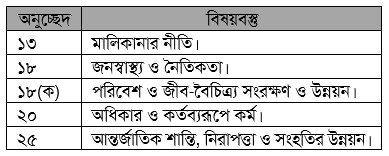 অনুচ্ছেদ বিষয়বস্তু
১৩ মালিকানার নীতি।
১৮ জনস্বাস্থ্য ও নৈতিকতা।
১৮(ক) পরিবেশ ও জীব-বৈচিত্র্য সংরক্ষণ ও উন্নয়ন।
২০ অধিকার ও কর্তব্যরূপে কর্ম।
২৫ আন্তর্জাতিক শান্তি, নিরাপত্তা ও সংহতির উন্নয়ন।